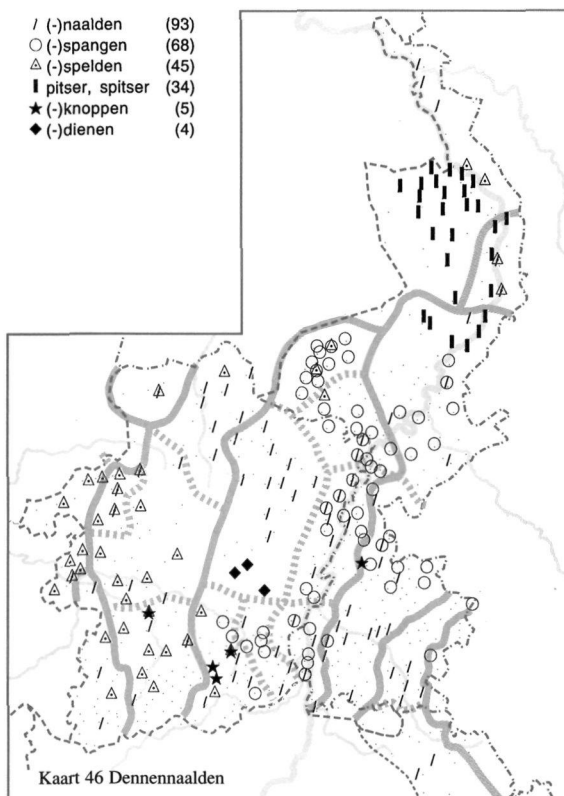 (-)naalden (93)
(-)spangen (68)
(-)spelden (45)
pitser, spitser (34)
(-)knoppen (5)
(-)dienen (4)
Kaart 46 Dennennaalden